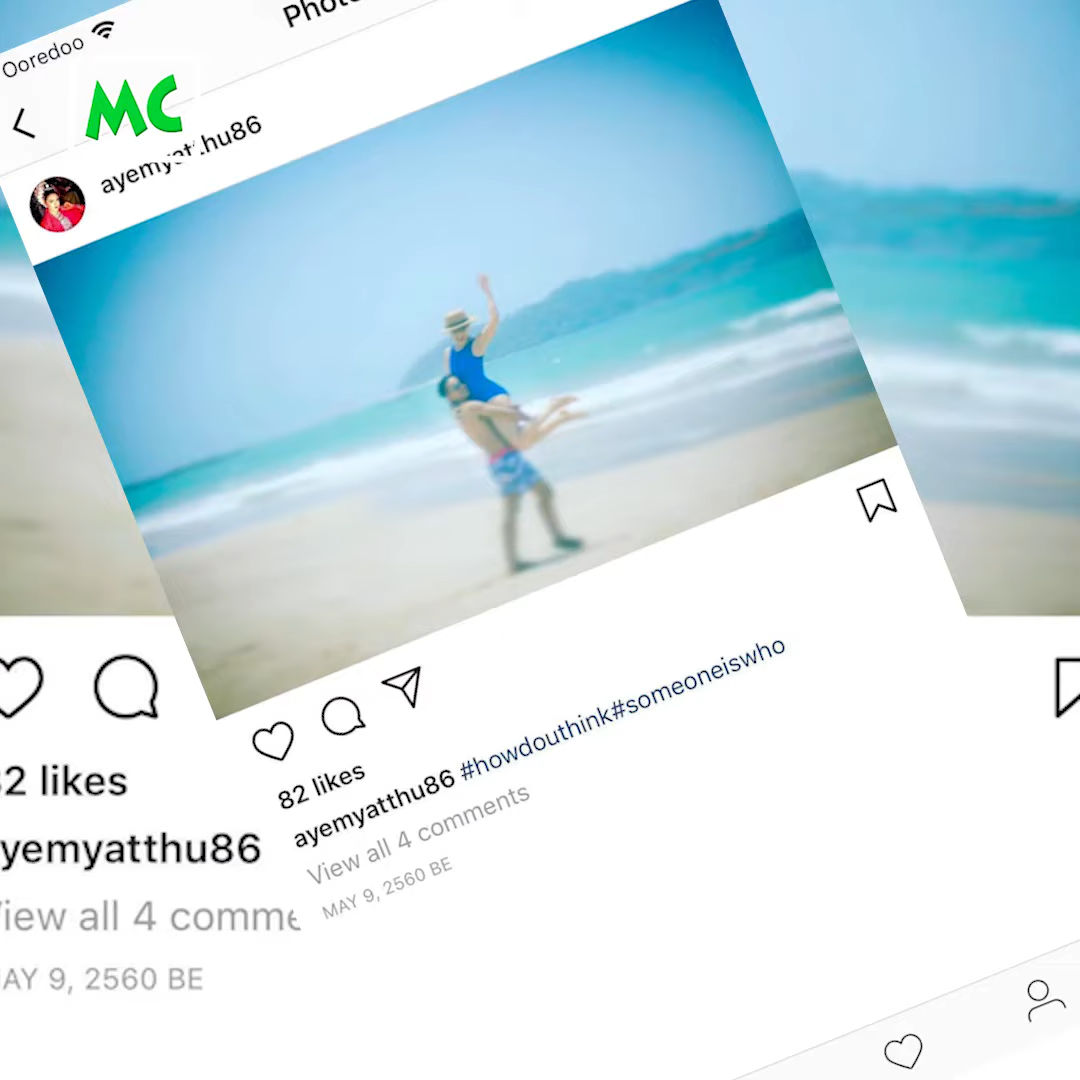 Ooredoo
Photo
MC
ayemyatthu86
82 likes
ayemyatthu86 #howdouthink#someoneiswho
View all 4 comments
MAY 9, 2560 BE
2 likes
yemyatthu86
iew all 4 comme
AY 9, 2560 BE